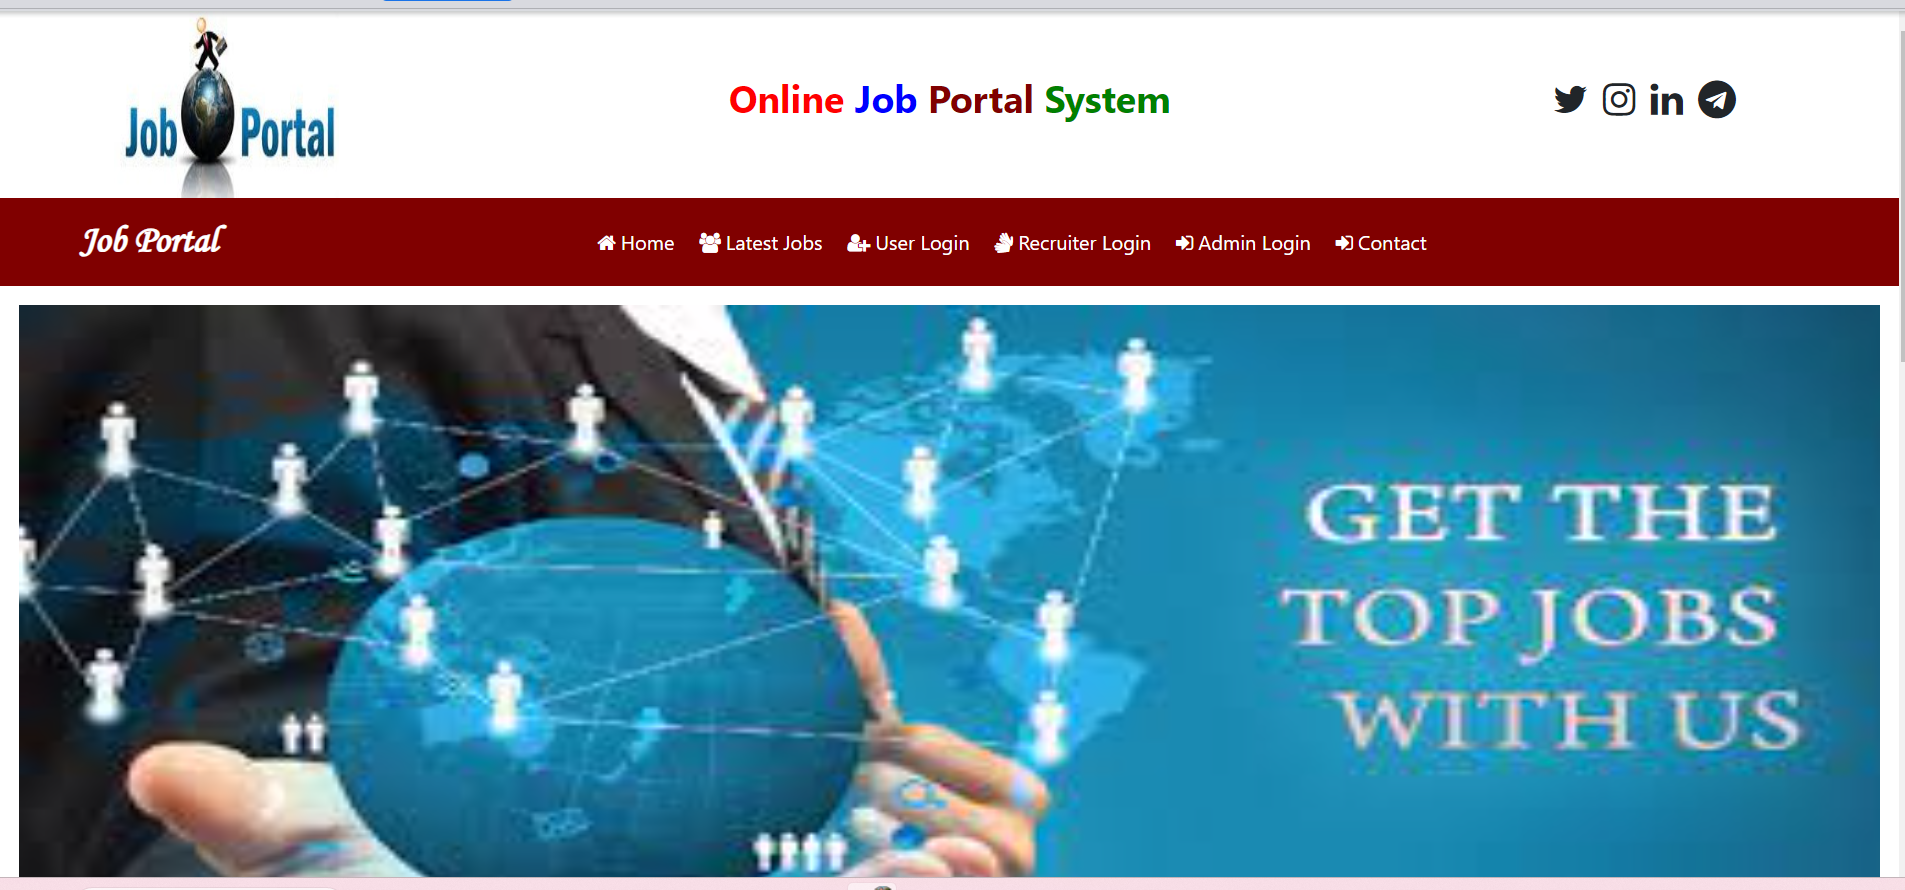 Job Portal
Online Job Portal System
in
Job Portal
Home Latest Jobs User Login Recruiter Login Admin Login Contact
GET THE
TOP JOBS
WITH US